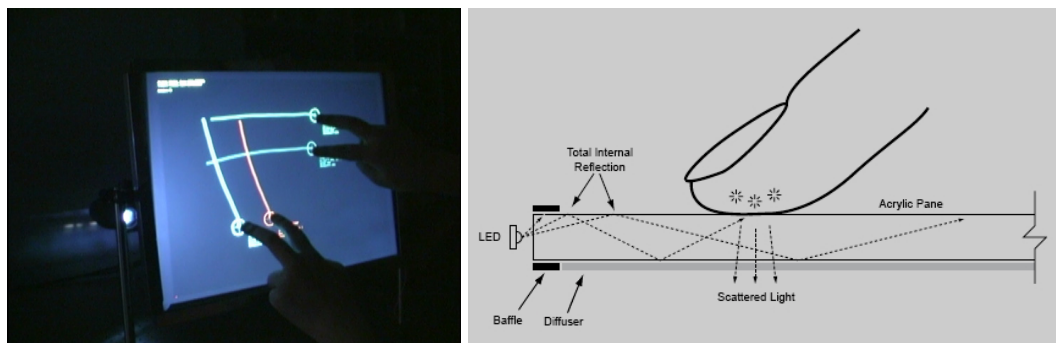 Total Internal
Reflection
Acrylic Pane
LED
Scattered Light
Baffle
Diffuser